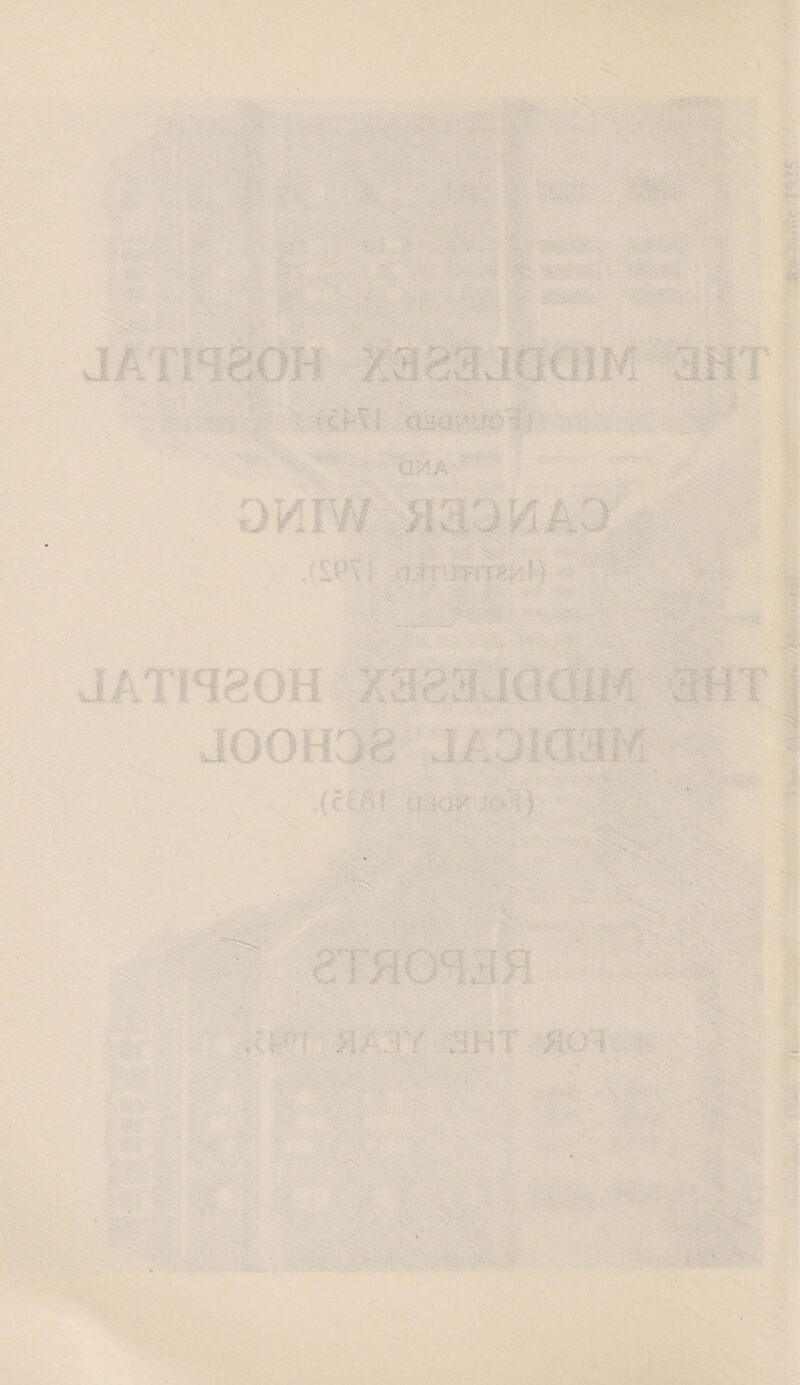 THE MIDDLESEX HOSPITAL
(FOUNDED 1745)
AND
CANCER WING
(INSTITUTED 1792).
THE MIDDLESEX HOSPITAL
MEDICAL SCHOOL
(FOUNDED 1835).
REPORTS
FOR THE YEAR